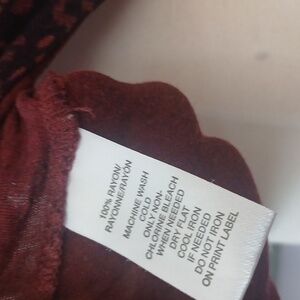 100% RAYON/
RAYONNE/RAYÓN
MACHINE WASH
COLD
ONLY NON-
CHLORINE BLEACH
WHEN NEEDED
DRY FLAT
COOL IRON
IF NEEDED
DO NOT IRON
ON PRINT LABEL